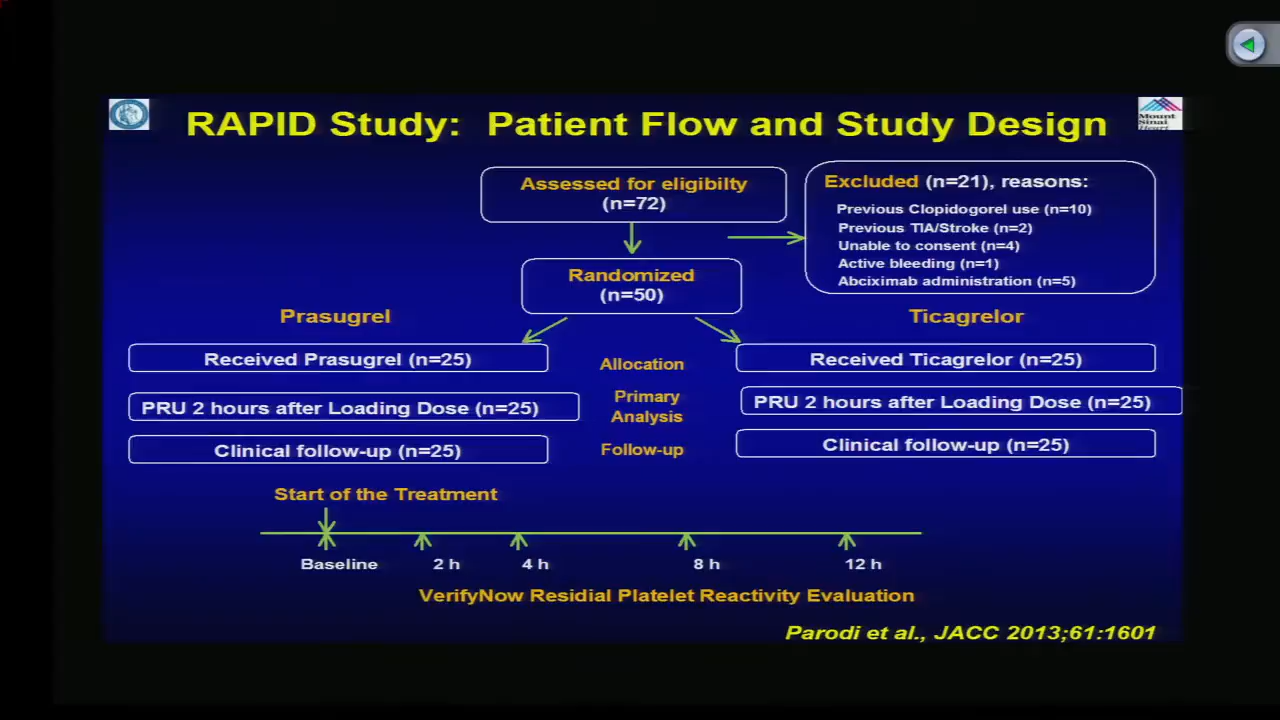 RAPID Study: Patient Flow and Study Design
Mount
Sinai
Heart
Assessed for eligibilty
(n=72)
Excluded (n=21), reasons:
Previous Clopidogorel use (n=10)
Previous TIA/Stroke (n=2)
Unable to consent (n=4)
Active bleeding (n=1)
Abciximab administration (n=5)
Randomized
(n=50)
Prasugrel
Ticagrelor
Received Prasugrel (n=25)
Allocation
Received Ticagrelor (n=25)
PRU 2 hours after Loading Dose (n=25)
Primary
Analysis
PRU 2 hours after Loading Dose (n=25)
Clinical follow-up (n=25)
Follow-up
Clinical follow-up (n=25)
Start of the Treatment
Baseline 2 h 4 h 8 h 12 h
VerifyNow Residial Platelet Reactivity Evaluation
Parodi et al., JACC 2013;61:1601